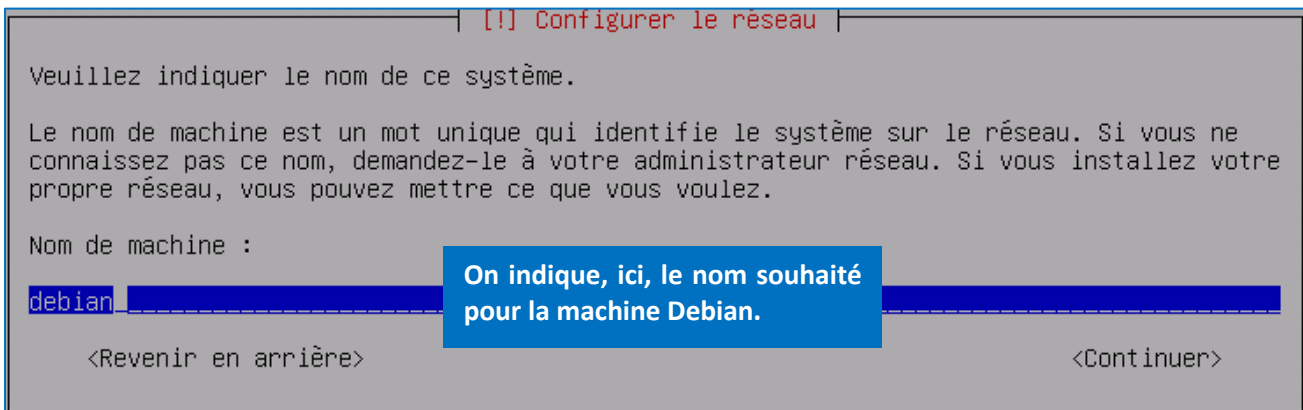 [!] Configurer le réseau
Veuillez indiquer le nom de ce système.
Le nom de machine est un mot unique qui identifie le système sur le réseau. Si vous ne
connaissez pas ce nom, demandez-le à votre administrateur réseau. Si vous installez votre
propre réseau, vous pouvez mettre ce que vous voulez.
Nom de machine :
On indique, ici, le nom souhaité
pour la machine Debian.
debian
<Revenir en arrière>
<Continuer>